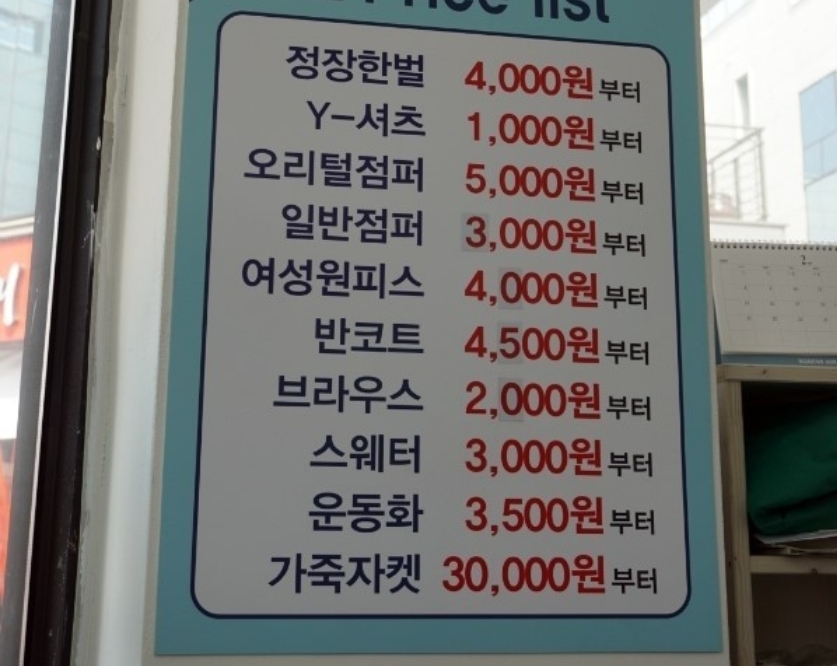 Price list
정장한벌 4,000원부터
Y-셔츠 1,000원부터
오리털점퍼 5,000원부터
일반점퍼 3,000원부터
여성원피스 4,000원부터
반코트 4,500원부터
브라우스 2,000원부터
스웨터 3,000원부터
운동화 3,500원부터
가죽자켓 30,000원부터
2